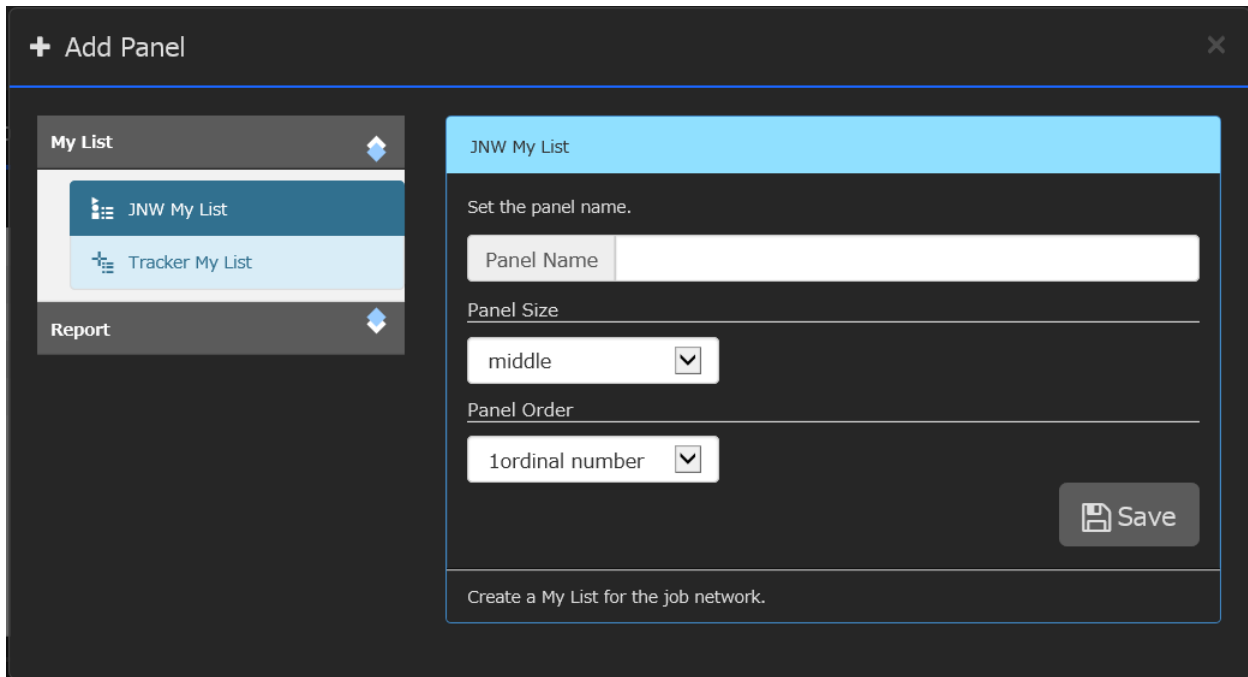 Add Panel
My List
JNW My List
Tracker My List
Report
JNW My List
Set the panel name.
Panel Name
Panel Size
middle
Panel Order
1ordinal number
Save
Create a My List for the job network.